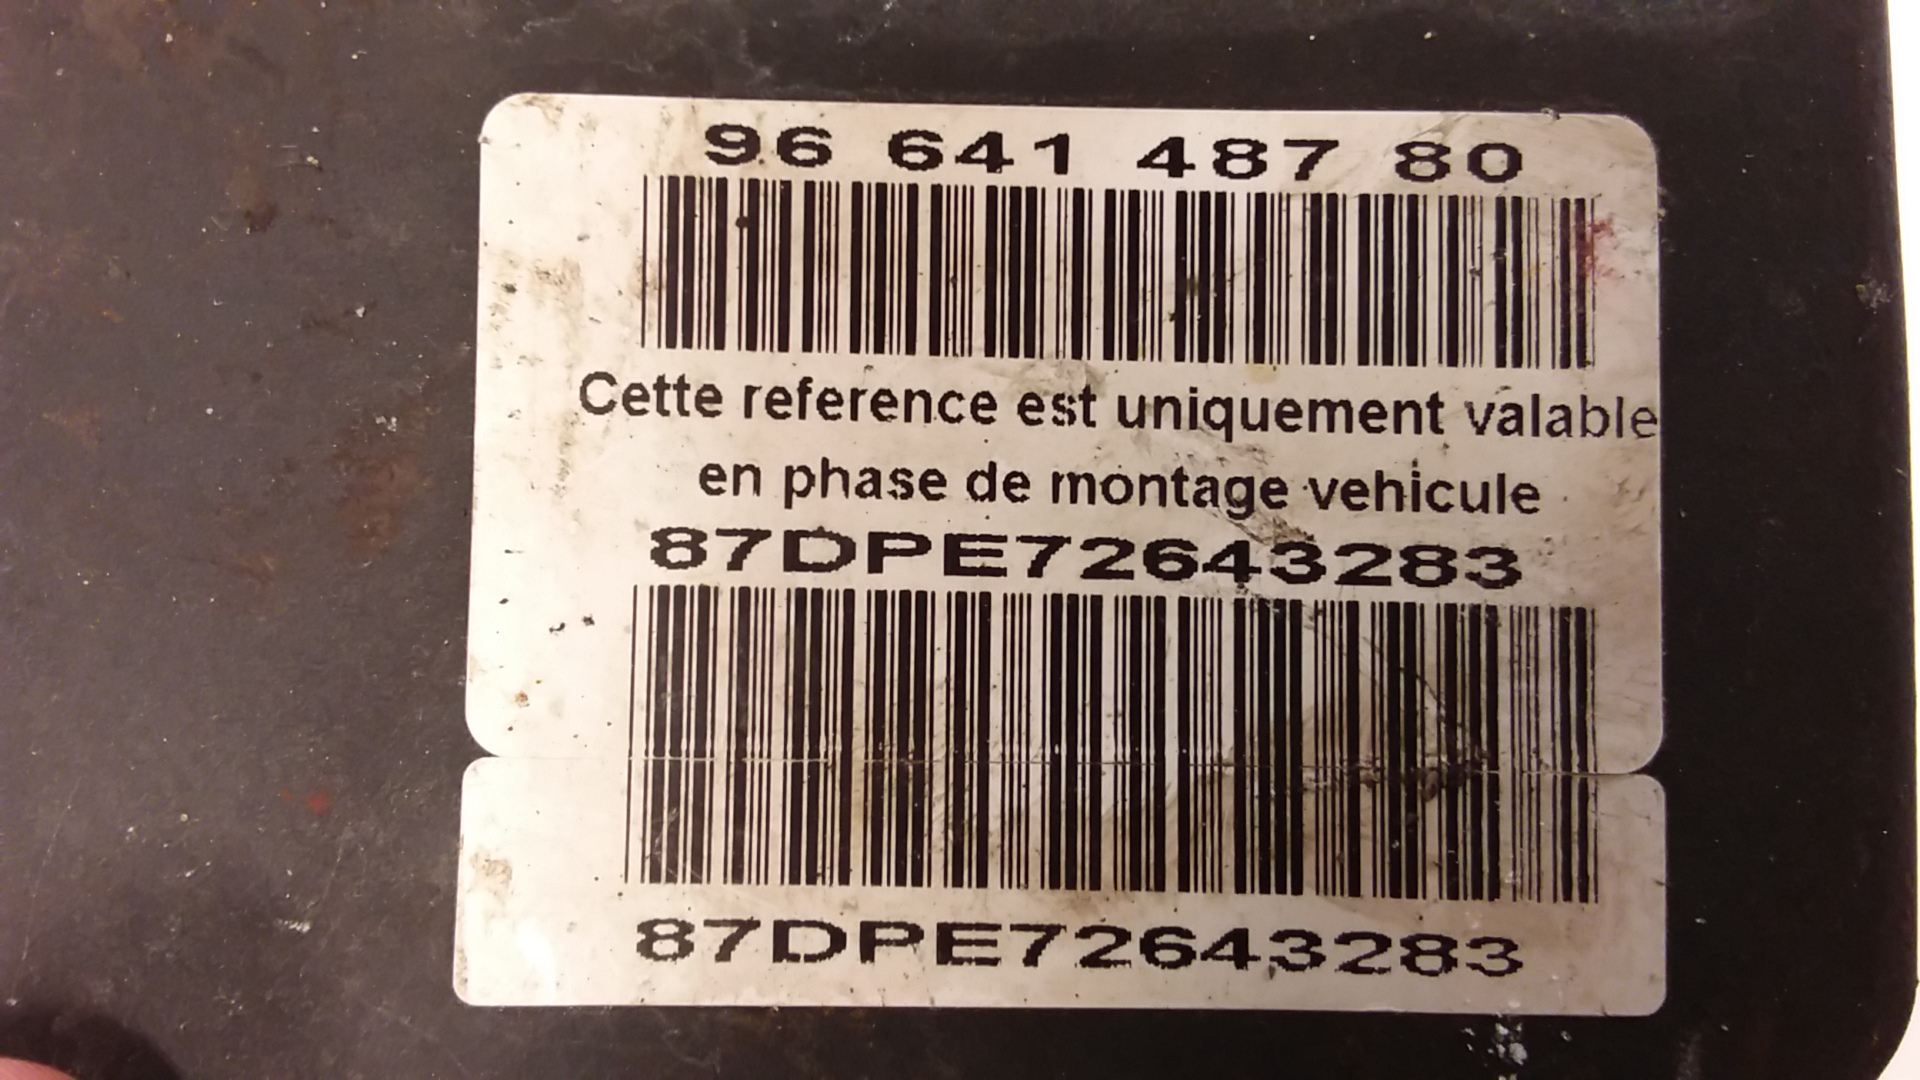 96 641 487 80
Cette reference est uniquement valable
en phase de montage vehicule
87DPE72643283
87DPE72643283